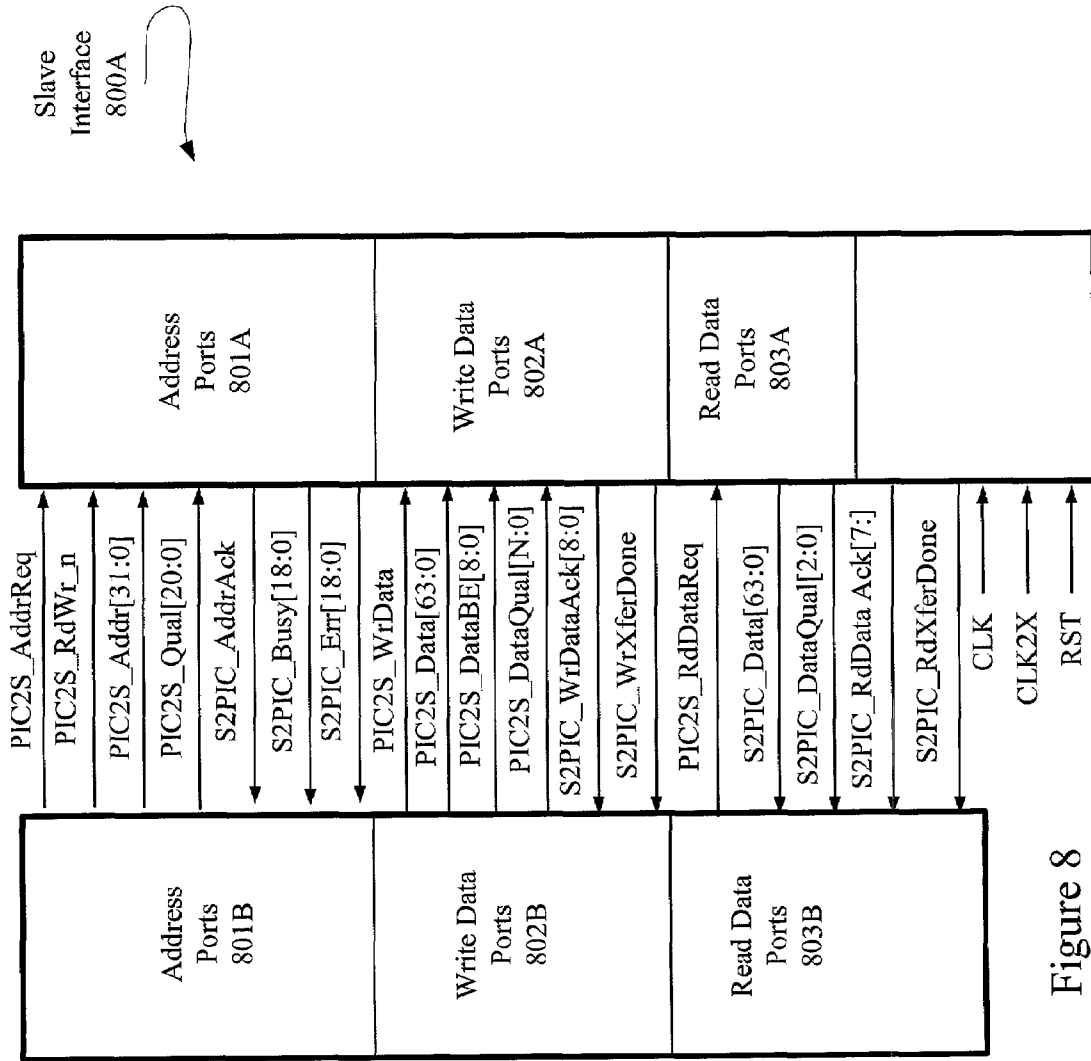 Slave
Interface
800A
Address
Ports
801B
Write Data
Ports
802B
Read Data
Ports
803B
PIC2S_AddrReq
PIC2S_RdWr_n
PIC2S_Addr[31:0]
PIC2S_Qual[20:0]
S2PIC_AddrAck
S2PIC_Busy[18:0]
S2PIC_Err[18:0]
PIC2S_WrData
PIC2S_Data[63:0]
PIC2S_DataBE[8:0]
PIC2S_DataQual[N:0]
S2PIC_WrDataAck[8:0]
S2PIC_WrXferDone
PIC2S_RdDataReq
S2PIC_Data[63:0]
S2PIC_DataQual[2:0]
S2PIC_RdData Ack[7:]
S2PIC_RdXferDone
CLK
CLK2X
RST
Address
Ports
801A
Write Data
Ports
802A
Read Data
Ports
803A
Figure 8